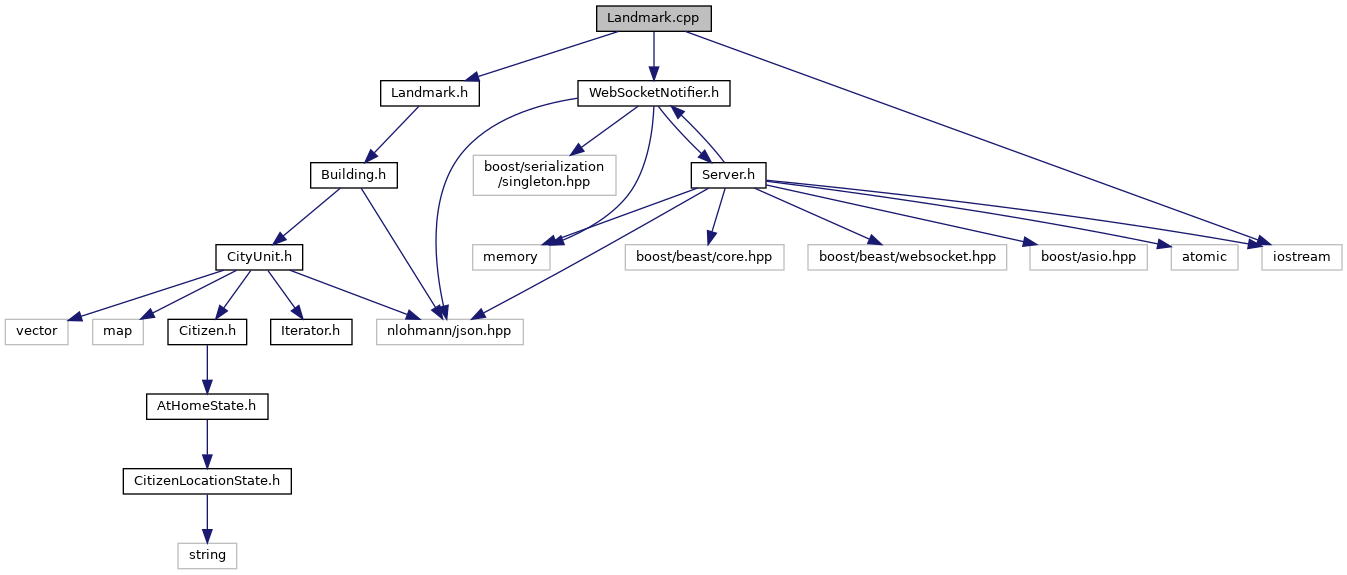 Landmark.cpp
Landmark.h
WebSocketNotifier.h
boost/serialization
/singleton.hpp
Building.h
Server.h
CityUnit.h
memory
boost/beast/core.hpp
boost/beast/websocket.hpp
boost/asio.hpp
atomic
iostream
vector
map
Citizen.h
Iterator.h
nlohmann/json.hpp
AtHomeState.h
CitizenLocationState.h
string